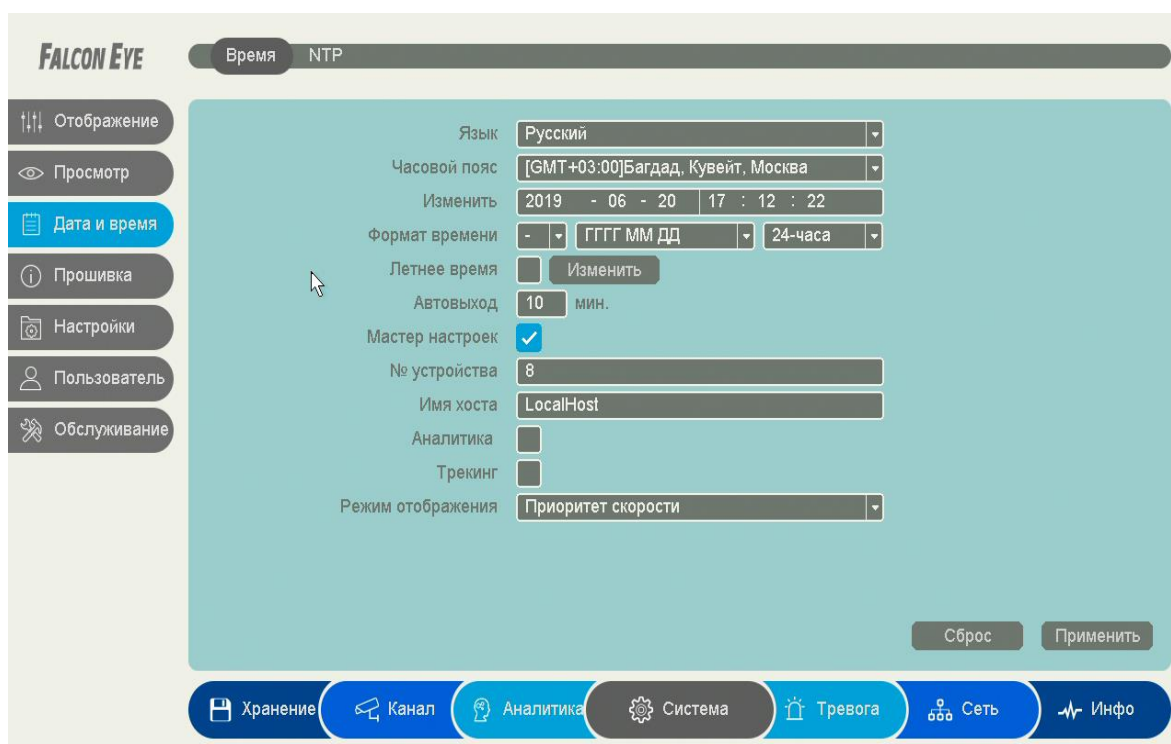 FALCON EYE
Время NTP
Отображение
Просмотр
Дата и время
Прошивка
Настройки
Пользователь
Обслуживание
Язык Русский
Часовой пояс [GMT+03:00]Багдад, Кувейт, Москва
Изменить 2019 - 06 - 20 17 : 12 : 22
Формат времени - ГГГГ ММ ДД 24-часа
Летнее время Изменить
Автовыход 10 мин.
Мастер настроек
№ устройства 8
Имя хоста LocalHost
Аналитика
Трекинг
Режим отображения Приоритет скорости
Сброс Применить
Хранение Канал Аналитика Система Тревога Сеть Инфо